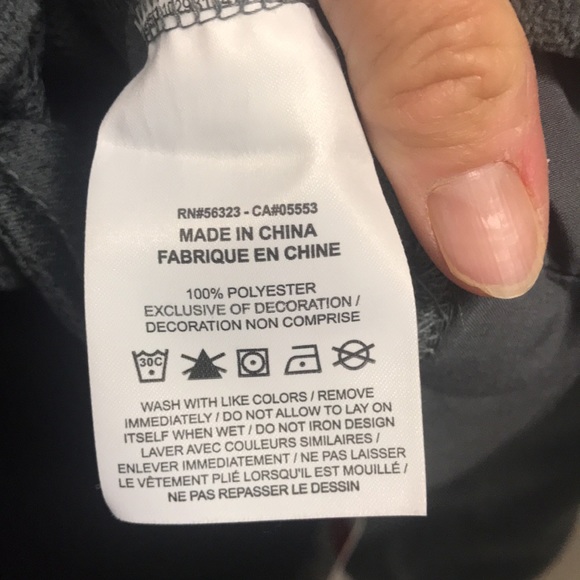 RN#56323 - CA#05553
MADE IN CHINA
FABRIQUE EN CHINE
100% POLYESTER
EXCLUSIVE OF DECORATION /
DECORATION NON COMPRISE
30C
WASH WITH LIKE COLORS / REMOVE
IMMEDIATELY / DO NOT ALLOW TO LAY ON
ITSELF WHEN WET / DO NOT IRON DESIGN
LAVER AVEC COULEURS SIMILAIRES /
ENLEVER IMMEDIATEMENT / NE PAS LAISSER
LE VÊTEMENT PLIÉ LORSQU'IL EST MOUILLÉ /
NE PAS REPASSER LE DESSIN